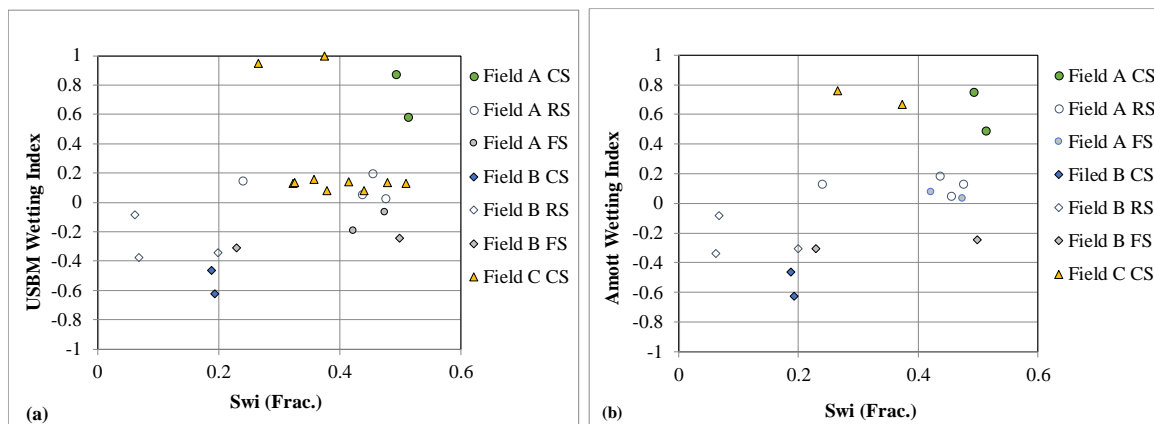 USBM Wetting Index
1
0.8
0.6
0.4
0.2
0
-0.2
-0.4
-0.6
-0.8
-1
0 0.2 0.4 0.6
Swi (Frac.)
(a)
Field A CS
Field A RS
Field A FS
Field B CS
Field B RS
Field B FS
Field C CS
Amott Wetting Index
1
0.8
0.6
0.4
0.2
0
-0.2
-0.4
-0.6
-0.8
-1
0 0.2 0.4 0.6
Swi (Frac.)
(b)
Field A CS
Field A RS
Field A FS
Filed B CS
Field B RS
Field B FS
Field C CS